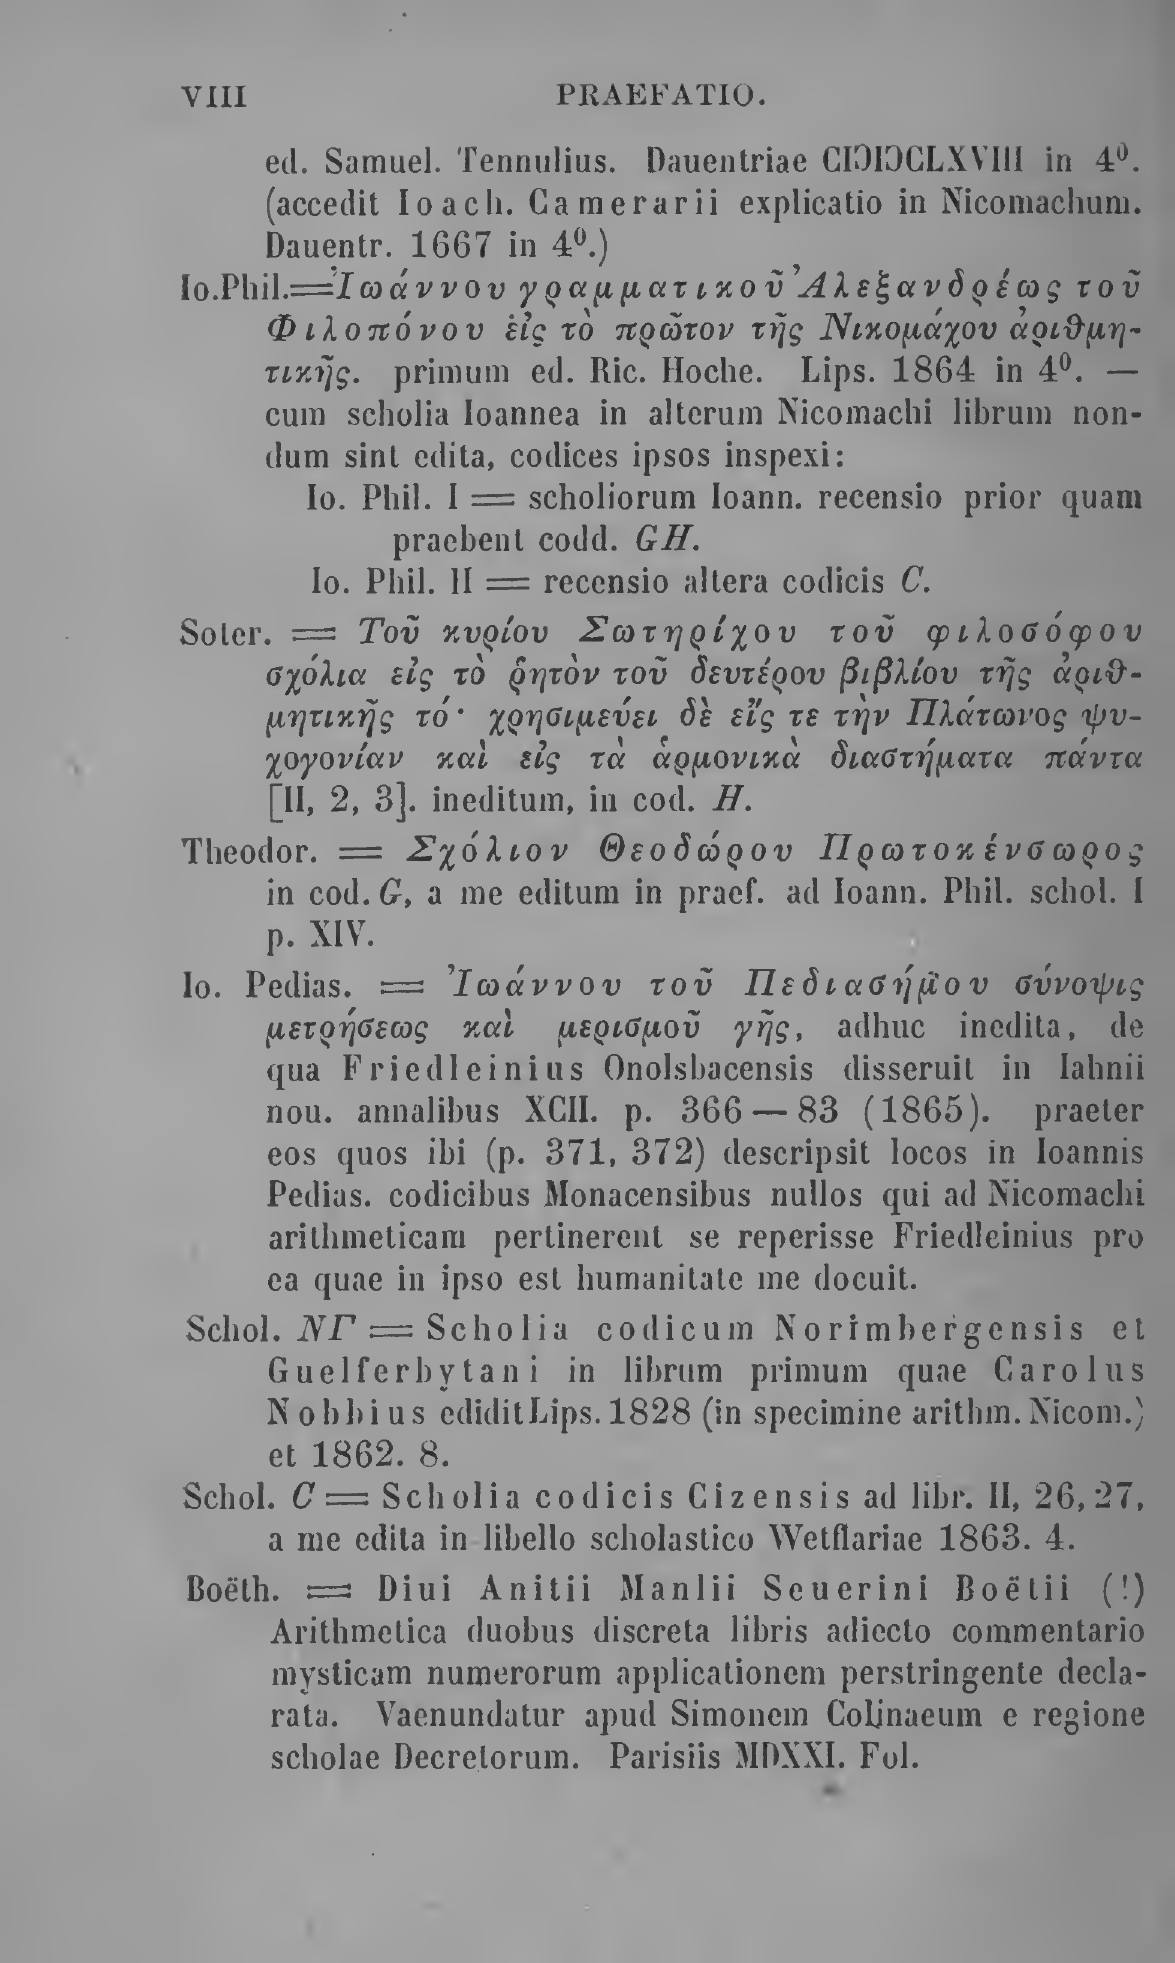 VIII PRAEFATIO.
ed. Samuel. Tennulius. Dauentriae CIↃIↃCLXVIII in 4⁰.
(accedit Ioach. Camerarii explicatio in Nicomachum.
Dauentr. 1667 in 4⁰.)
Io.Phil.=Ἰωάννου γραμματικοῦ Ἀλεξανδρέως τοῦ
Φιλοπόνου εἰς τὸ πρῶτον τῆς Νικομάχου ἀριθμη-
τικῆς. primum ed. Ric. Hoche. Lips. 1864 in 4⁰. —
cum scholia Ioannea in alterum Nicomachi librum non-
dum sint edita, codices ipsos inspexi:
Io. Phil. I = scholiorum Ioann. recensio prior quam
praebent codd. GH.
Io. Phil. II = recensio altera codicis C.
Soter. = Τοῦ κυρίου Σωτηρίχου τοῦ φιλοσόφου
σχόλια εἰς τὸ ῥητὸν τοῦ δευτέρου βιβλίου τῆς ἀριθ-
μητικῆς τό· χρησιμεύει δὲ εἴς τε τὴν Πλάτωνος ψυ-
χογονίαν καὶ εἰς τὰ ἁρμονικὰ διαστήματα πάντα
[II, 2, 3]. ineditum, in cod. H.
Theodor. = Σχόλιον Θεοδώρου Πρωτοκένσωρος
in cod. G, a me editum in praef. ad Ioann. Phil. schol. I
p. XIV.
Io. Pedias. = Ἰωάννου τοῦ Πεδιασήμου σύνοψις
μετρήσεως καὶ μερισμοῦ γῆς, adhuc inedita, de
qua Friedleinius Onolsbacensis disseruit in Iahnii
nou. annalibus XCII. p. 366 — 83 (1865). praeter
eos quos ibi (p. 371, 372) descripsit locos in Ioannis
Pedias. codicibus Monacensibus nullos qui ad Nicomachi
arithmeticam pertinerent se reperisse Friedleinius pro
ea quae in ipso est humanitate me docuit.
Schol. NΓ = Scholia codicum Norimbergensis et
Guelferbytani in librum primum quae Carolus
Nobbius edidit Lips. 1828 (in specimine arithm. Nicom.)
et 1862. 8.
Schol. C = Scholia codicis Cizensis ad libr. II, 26, 27,
a me edita in libello scholastico Wetflariae 1863. 4.
Boëth. = Diui Anitii Manlii Seuerini Boëtii (!)
Arithmetica duobus discreta libris adiecto commentario
mysticam numerorum applicationem perstringente decla-
rata. Vaenundatur apud Simonem Colinaeum e regione
scholae Decretorum. Parisiis MDXXI. Fol.